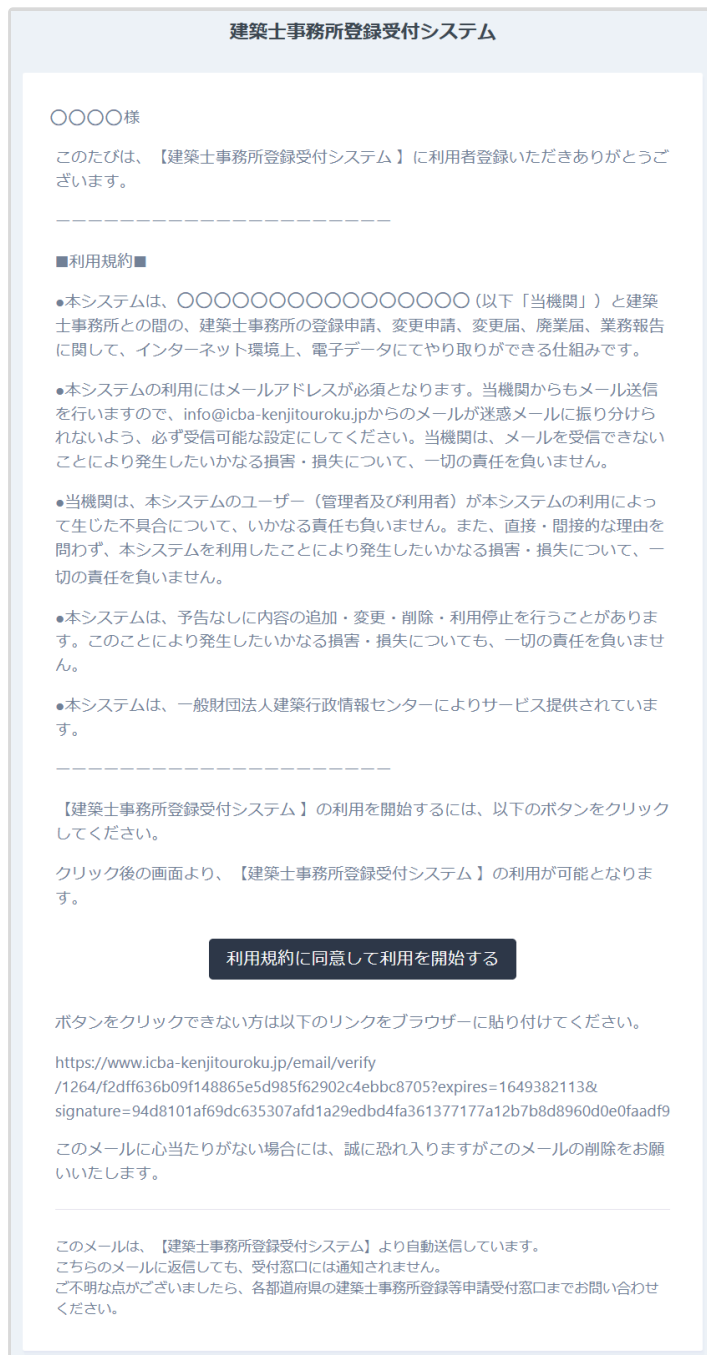 建築士事務所登録受付システム
〇〇〇〇様
このたびは、【建築士事務所登録受付システム 】に利用者登録いただきありがとうご
ざいます。
ーーーーーーーーーーーーーーーーーーーーー
■利用規約■
●本システムは、〇〇〇〇〇〇〇〇〇〇〇〇〇〇〇〇 (以下「当機関」）と建築
士事務所との間の、建築士事務所の登録申請、変更申請、変更届、廃業届、業務報告
に関して、インターネット環境上、電子データにてやり取りができる仕組みです。
●本システムの利用にはメールアドレスが必須となります。当機関からもメール送信
を行いますので、info@icba-kenjitouroku.jpからのメールが迷惑メールに振り分けら
れないよう、必ず受信可能な設定にしてください。当機関は、メールを受信できない
ことにより発生したいかなる損害・損失について、一切の責任を負いません。
●当機関は、本システムのユーザー（管理者及び利用者）が本システムの利用によっ
て生じた不具合について、いかなる責任も負いません。また、直接・間接的な理由を
問わず、本システムを利用したことにより発生したいかなる損害・損失について、一
切の責任を負いません。
●本システムは、予告なしに内容の追加・変更・削除・利用停止を行うことがありま
す。このことにより発生したいかなる損害・損失についても、一切の責任を負いませ
ん。
●本システムは、一般財団法人建築行政情報センターによりサービス提供されていま
す。
ーーーーーーーーーーーーーーーーーーーーー
【建築士事務所登録受付システム 】の利用を開始するには、以下のボタンをクリック
してください。
クリック後の画面より、【建築士事務所登録受付システム 】の利用が可能となりま
す。
利用規約に同意して利用を開始する
ボタンをクリックできない方は以下のリンクをブラウザーに貼り付けてください。
https://www.icba-kenjitouroku.jp/email/verify
/1264/f2dff636b09f148865e5d985f62902c4ebbc8705?expires=1649382113&
signature=94d8101af69dc635307afd1a29edbd4fa361377177a12b7b8d8960d0e0faadf9
このメールに心当たりがない場合には、誠に恐れ入りますがこのメールの削除をお願
いいたします。
このメールは、【建築士事務所登録受付システム】より自動送信しています。
こちらのメールに返信しても、受付窓口には通知されません。
ご不明な点がございましたら、各都道府県の建築士事務所登録等申請受付窓口までお問い合わせ
ください。